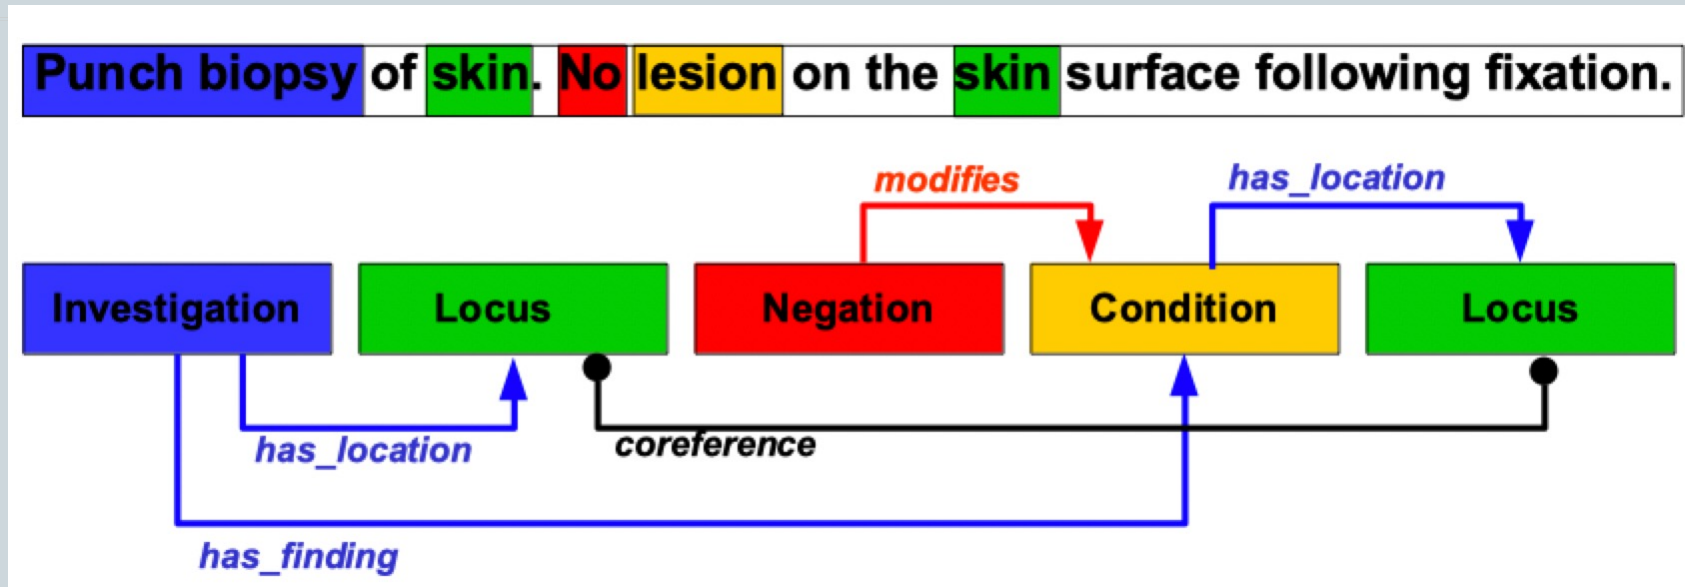 Punch biopsy of skin. No lesion on the skin surface following fixation.
modifies has_location
Investigation Locus Negation Condition Locus
has_location coreference
has_finding